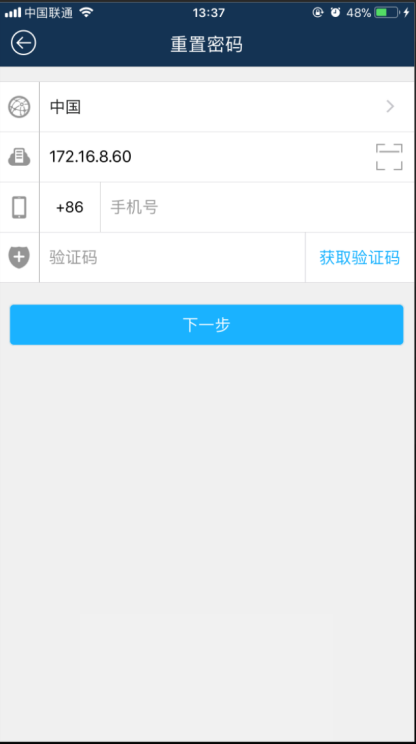 中国联通 13:37 48%
重置密码
中国
172.16.8.60
+86 手机号
验证码 获取验证码
下一步